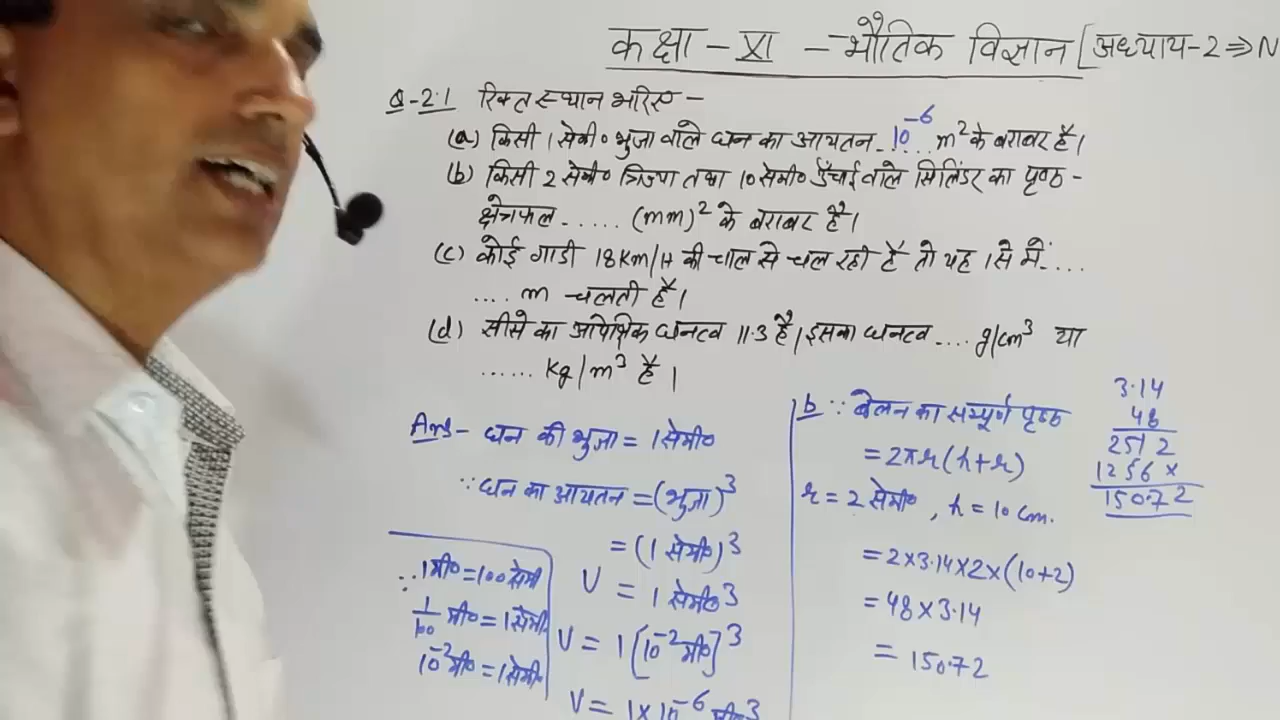 कक्षा - XI - भौतिक विज्ञान [अध्याय-2 ⇒ N
Q-2.1 रिक्त स्थान भरिए -
(a) किसी 1 सेमी० भुजा वाले घन का आयतन 10⁻⁶ m² के बराबर है।
(b) किसी 2 सेमी० त्रिज्या तथा 10 सेमी० ऊँचाई वाले सिलिंडर का पृष्ठ -
क्षेत्रफल ..... (mm)² के बराबर है।
(c) कोई गाडी 18 Km/H की चाल से चल रही हैं तो यह 1 से में ....
.... m चलती है।
(d) सीसे का आपेक्षिक घनत्व 11.3 है। इसका घनत्व .... g/cm³ या
...... Kg/m³ है।
Ans - घन की भुजा = 1 सेमी०
∵ घन का आयतन = (भुजा)³
= (1 सेमी०)³
V = 1 सेमी०³
V = 1 [10⁻² मी०]³
V = 1 x 10⁻⁶ मी०³
∵ 1 मी० = 100 सेमी
1/100 मी० = 1 सेमी०
10⁻² मी० = 1 सेमी०
b ∵ बेलन का सम्पूर्ण पृष्ठ
= 2πr(h+r)
r = 2 सेमी०, h = 10 cm.
= 2 x 3.14 x 2 x (10+2)
= 48 x 3.14
= 150.72
3.14
48
2512
1256 x
150.72